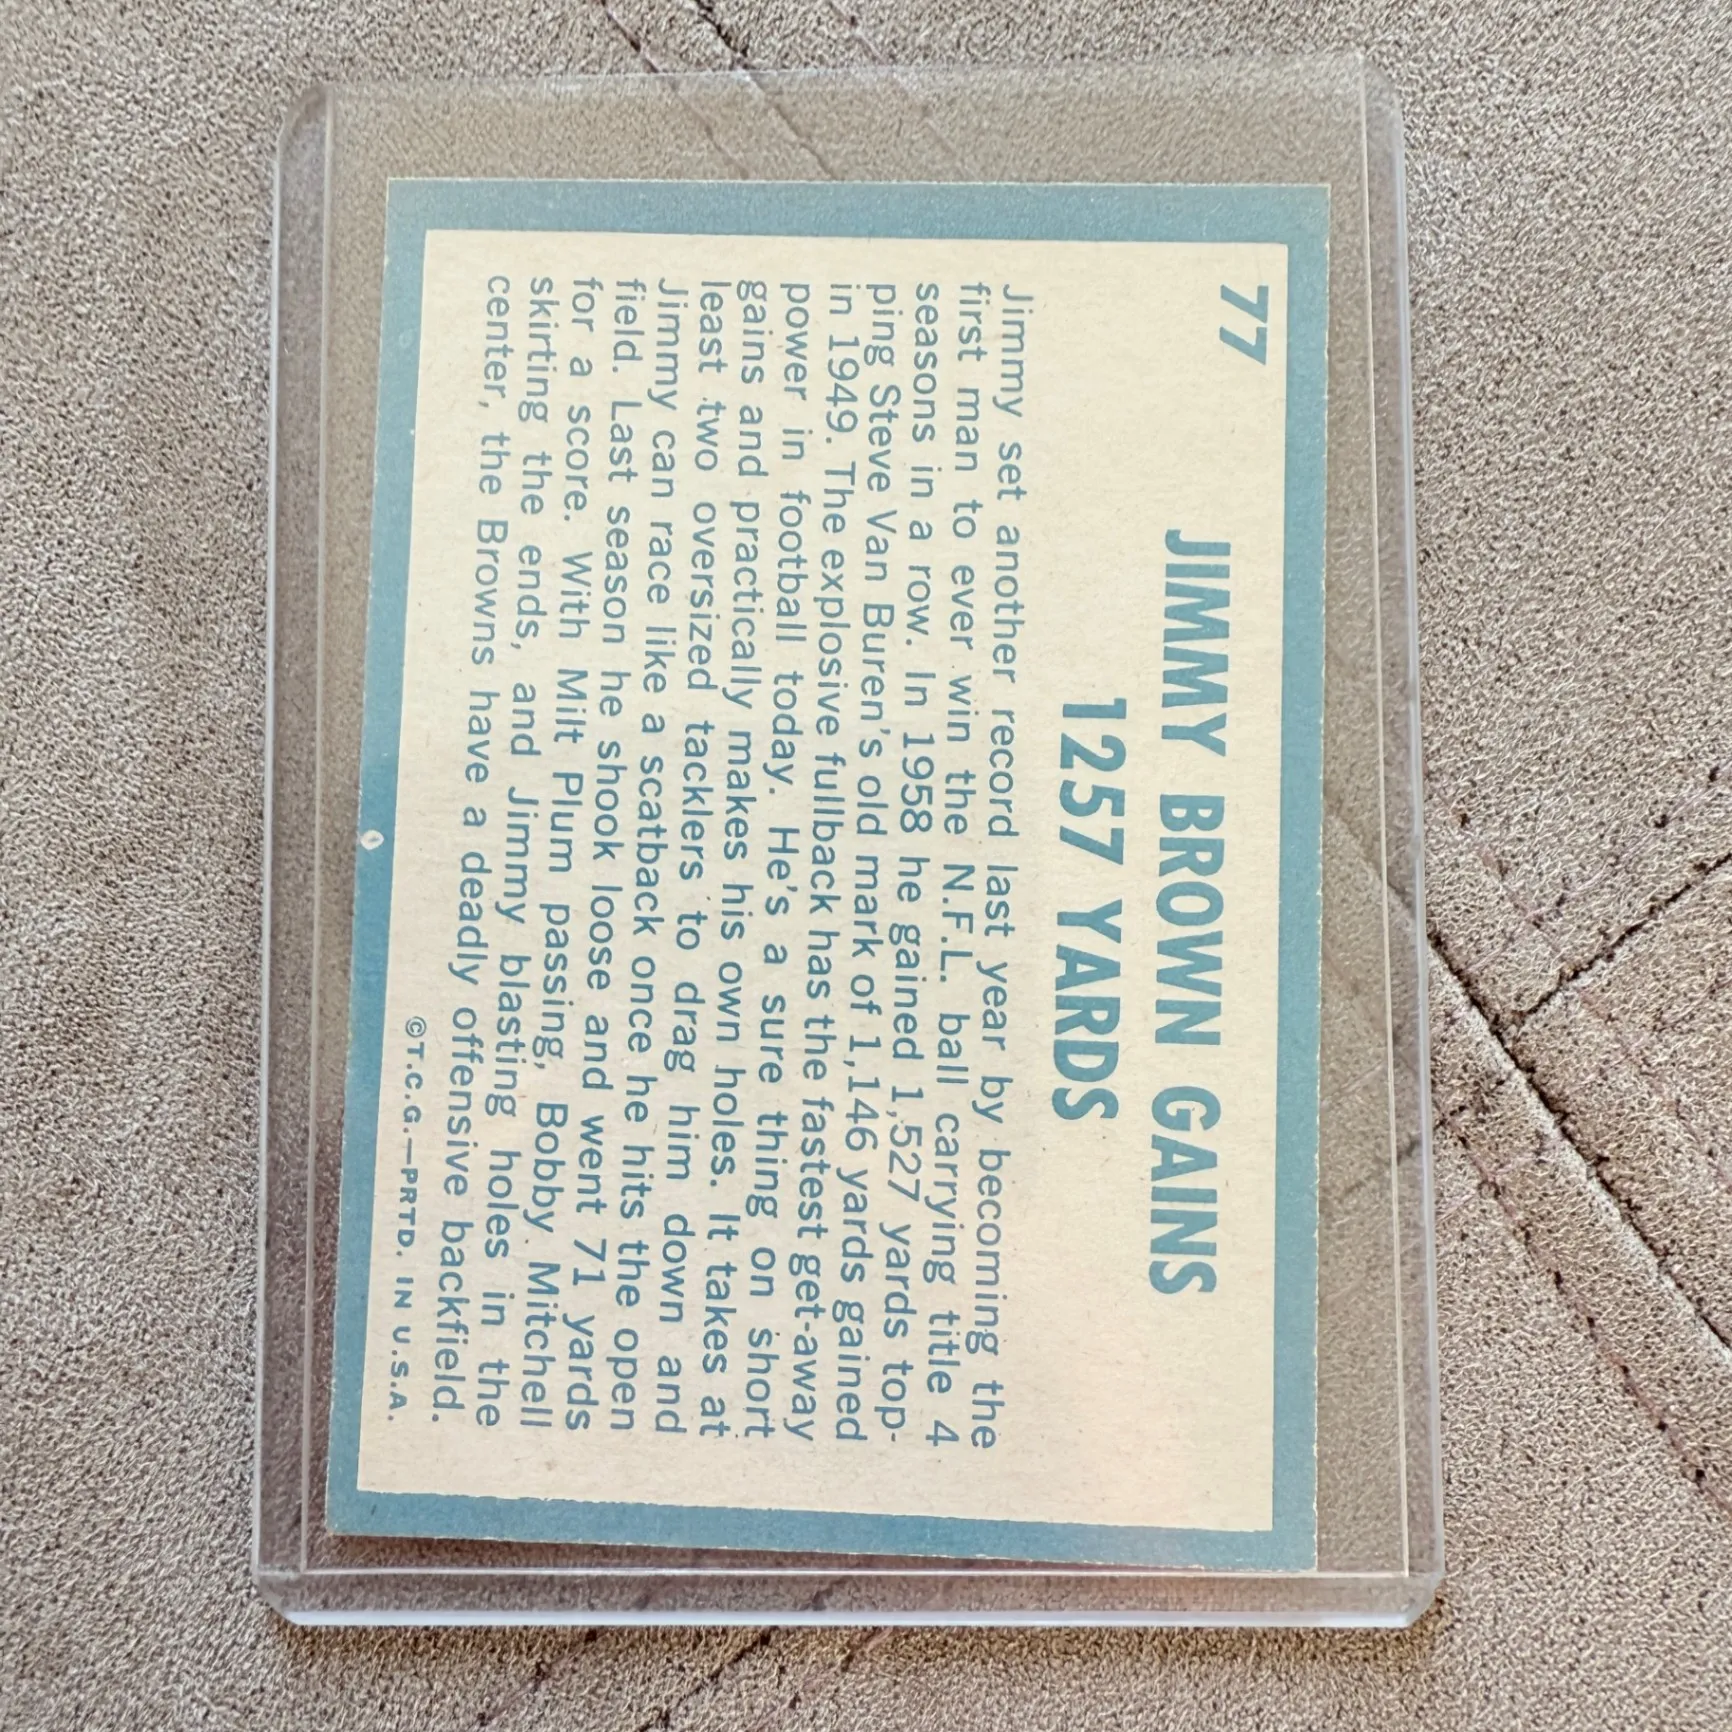 77
JIMMY BROWN GAINS
1257 YARDS
Jimmy set another record last year by becoming the
first man to ever win the N.F.L. ball carrying title 4
seasons in a row. In 1958 he gained 1,527 yards top-
ping Steve Van Buren's old mark of 1,146 yards gained
in 1949. The explosive fullback has the fastest get-away
power in football today. He's a sure thing on short
gains and practically makes his own holes. It takes at
least two oversized tacklers to drag him down and
Jimmy can race like a scatback once he hits the open
field. Last season he shook loose and went 71 yards
for a score. With Milt Plum passing, Bobby Mitchell
skirting the ends, and Jimmy blasting holes in the
center, the Browns have a deadly offensive backfield.
©T.C.G.—PRTD. IN U.S.A.